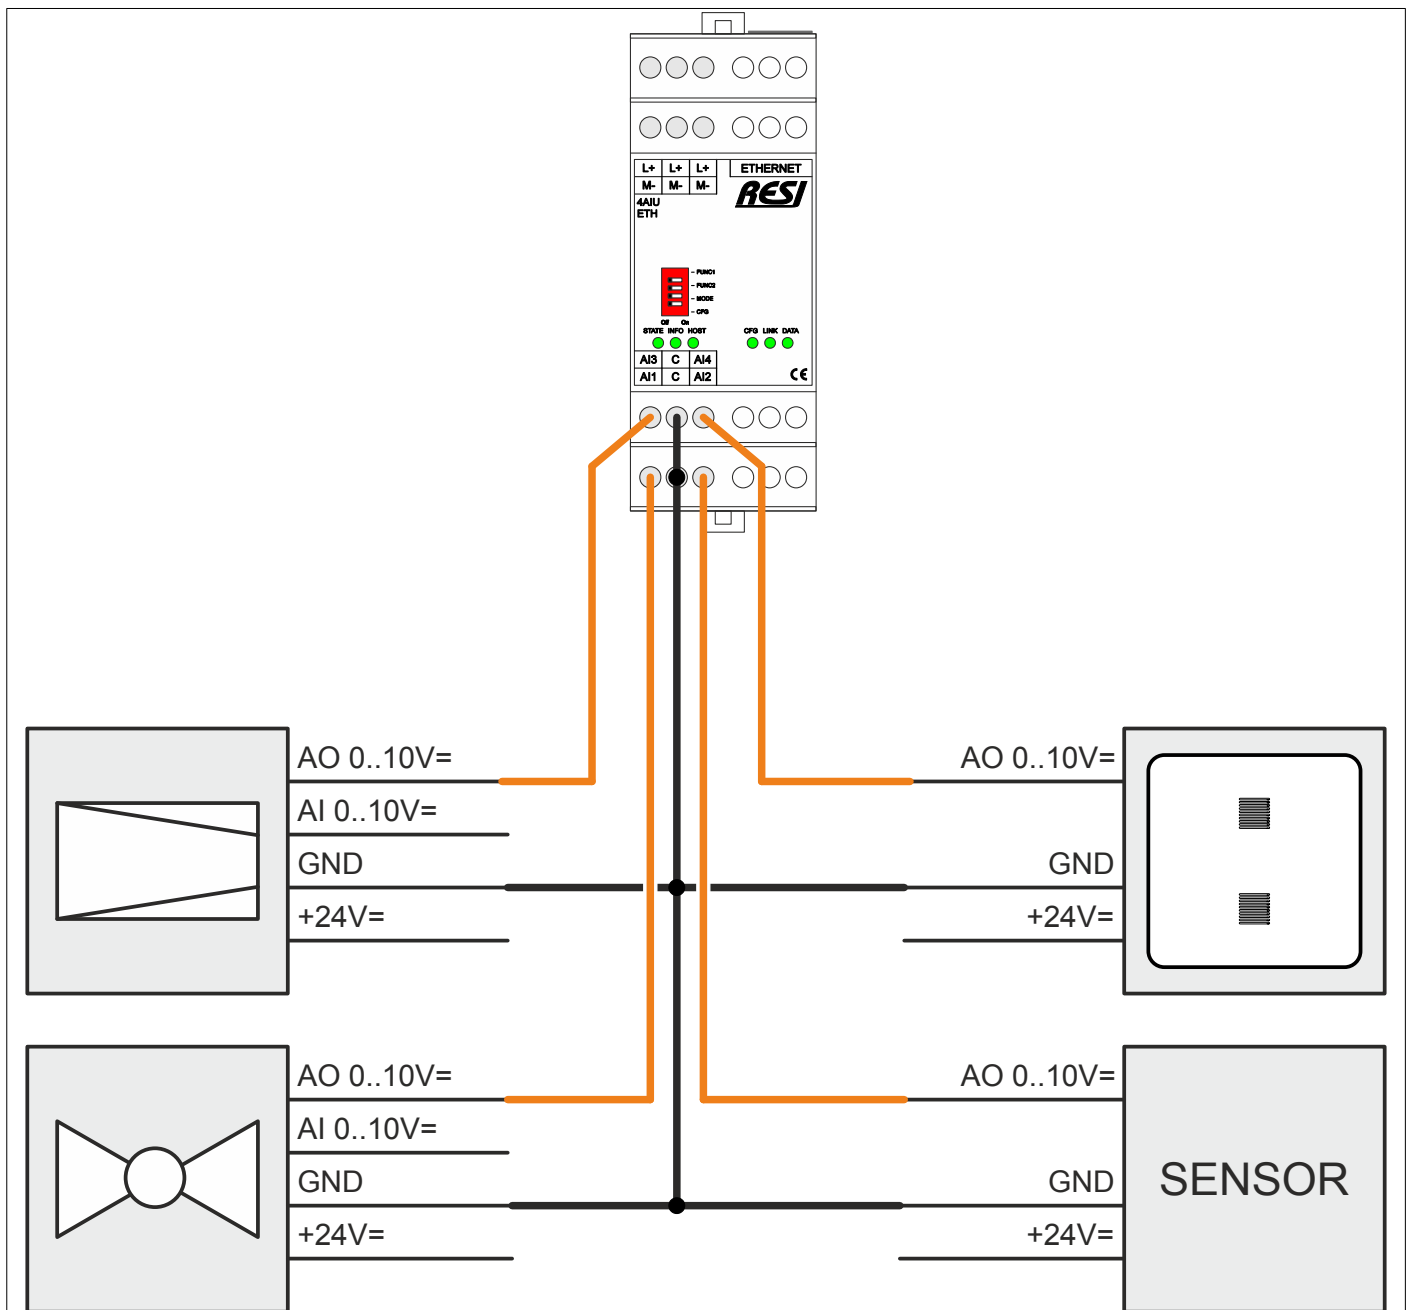 L+ L+ L+ ETHERNET
M- M- M- RESI
4AIU
ETH
FUNC1
FUNC2
MODE
CFG
Off On
STATE INFO HOST CFG LINK DATA
AI3 C AI4
AI1 C AI2 CE
AO 0..10V= AO 0..10V=
AI 0..10V=
GND GND
+24V= +24V=
AO 0..10V= AO 0..10V=
AI 0..10V=
GND GND
SENSOR
+24V= +24V=